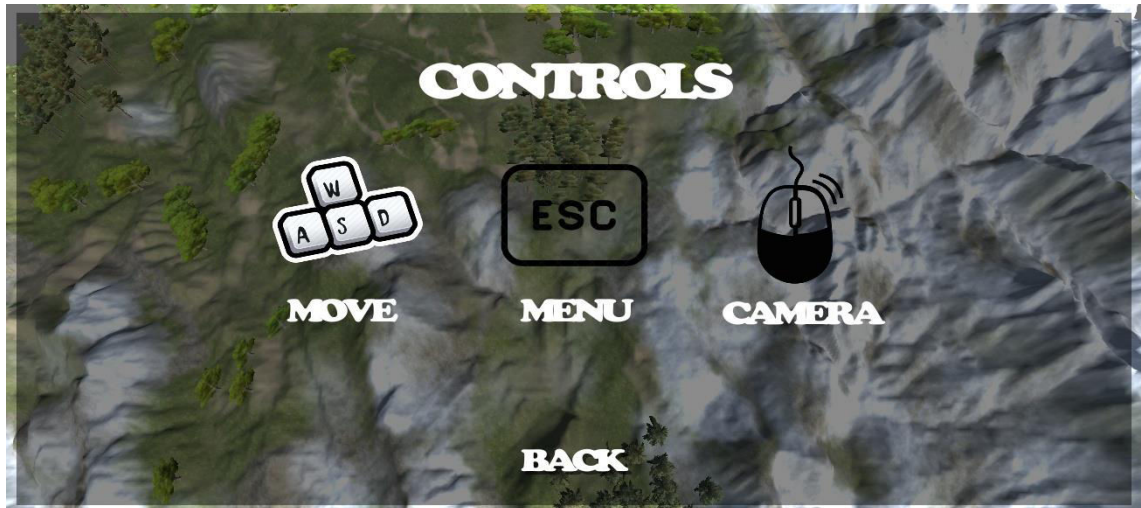 CONTROLS
W
A S D
ESC
MOVE MENU CAMERA
BACK